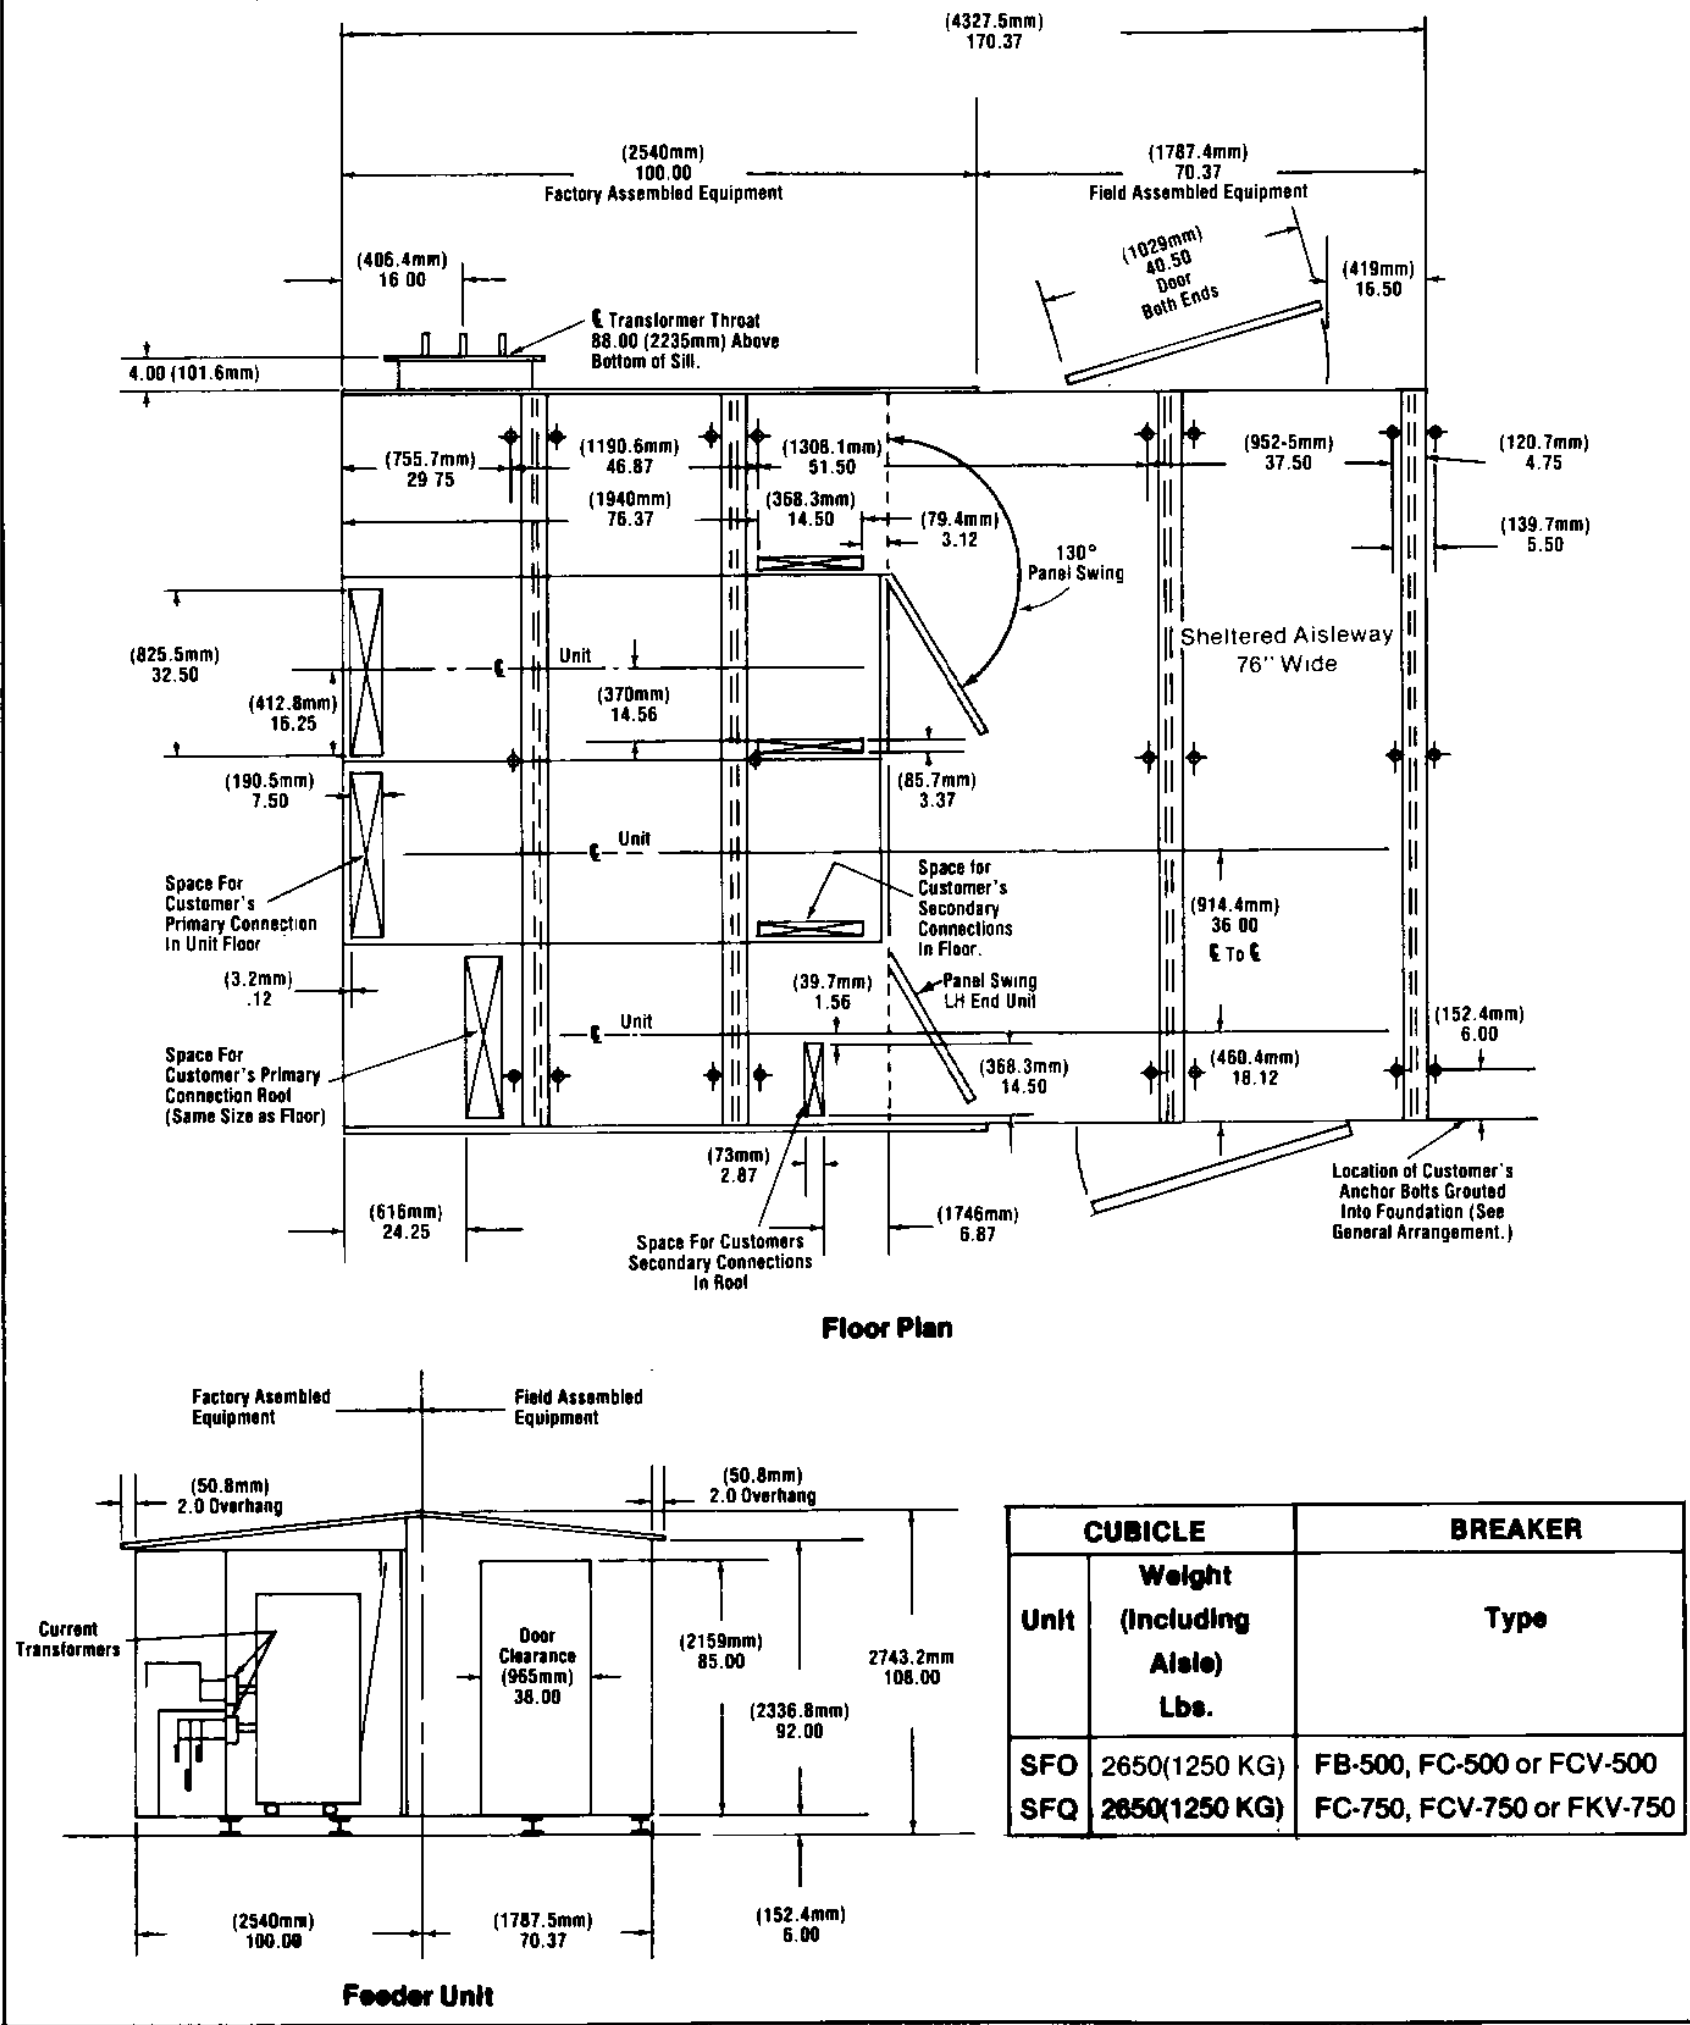 (4327.5mm)
170.37
(2540mm)
100.00
Factory Assembled Equipment
(1787.4mm)
70.37
Field Assembled Equipment
(1029mm)
40.50
Door
Both Ends
(419mm)
16.50
(406.4mm)
16 00
℄ Transformer Throat
88.00 (2235mm) Above
Bottom of Sill.
4.00 (101.6mm)
(755.7mm)
29 75
(1190.6mm)
46.87
(1308.1mm)
51.50
(952-5mm)
37.50
(120.7mm)
4.75
(1940mm)
76.37
(368.3mm)
14.50
(79.4mm)
3.12
(139.7mm)
5.50
130°
Panel Swing
Sheltered Aisleway
76" Wide
(825.5mm)
32.50
℄ Unit
(412.8mm)
16.25
(370mm)
14.56
(190.5mm)
7.50
(85.7mm)
3.37
℄ Unit
Space For
Customer's
Primary Connection
In Unit Floor
Space for
Customer's
Secondary
Connections
In Floor.
(914.4mm)
36 00
℄ To ℄
(3.2mm)
.12
(39.7mm)
1.56
Panel Swing
LH End Unit
℄ Unit
(152.4mm)
6.00
Space For
Customer's Primary
Connection Roof
(Same Size as Floor)
(368.3mm)
14.50
(460.4mm)
18.12
(73mm)
2.87
Location of Customer's
Anchor Bolts Grouted
Into Foundation (See
General Arrangement.)
(616mm)
24.25
(1746mm)
6.87
Space For Customers
Secondary Connections
In Roof
Floor Plan
Factory Asembled
Equipment
Field Assembled
Equipment
(50.8mm)
2.0 Overhang
(50.8mm)
2.0 Overhang
Current
Transformers
Door
Clearance
(965mm)
38.00
(2159mm)
85.00
2743.2mm
108.00
(2336.8mm)
92.00
(2540mm)
100.00
(1787.5mm)
70.37
(152.4mm)
6.00
Feeder Unit
CUBICLE BREAKER
Unit Weight (Including Aisle) Lbs. Type
SFO 2650(1250 KG) FB-500, FC-500 or FCV-500
SFQ 2650(1250 KG) FC-750, FCV-750 or FKV-750